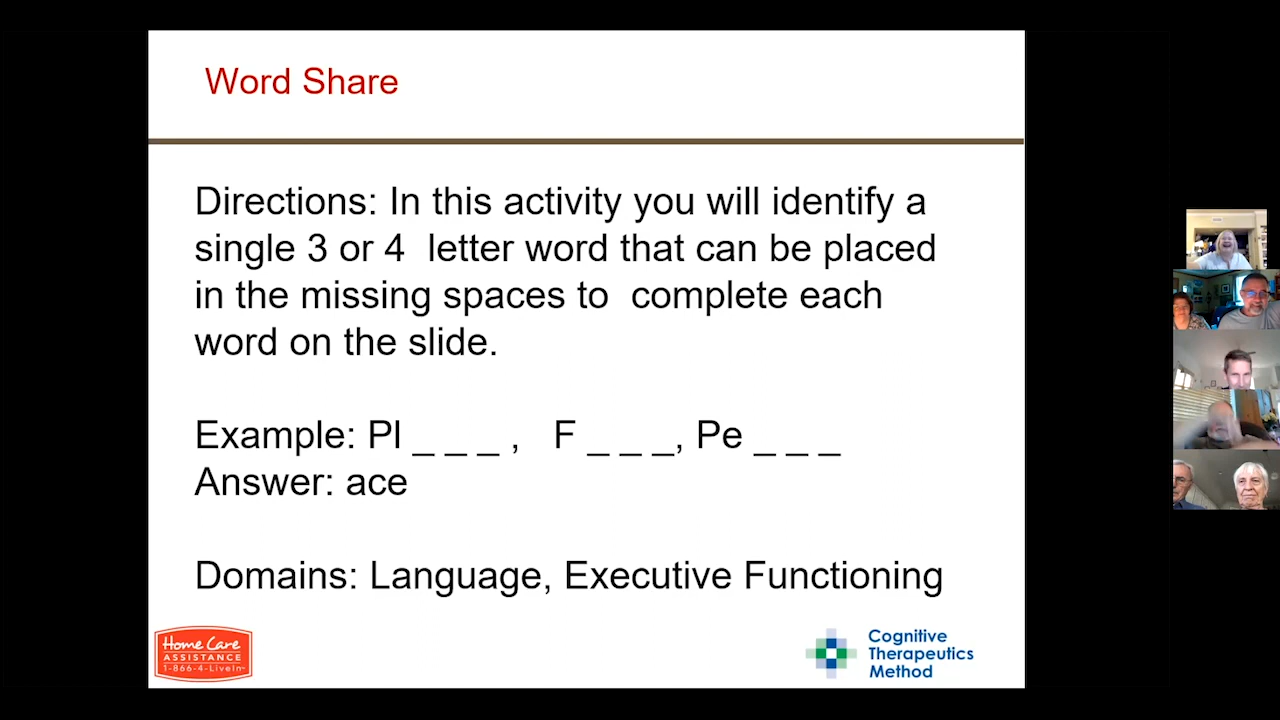 Word Share
Directions: In this activity you will identify a
single 3 or 4 letter word that can be placed
in the missing spaces to complete each
word on the slide.
Example: Pl _ _ _ , F _ _ _, Pe _ _ _
Answer: ace
Domains: Language, Executive Functioning
Home Care
ASSISTANCE
1-866-4-LiveIn
Cognitive
Therapeutics
Method